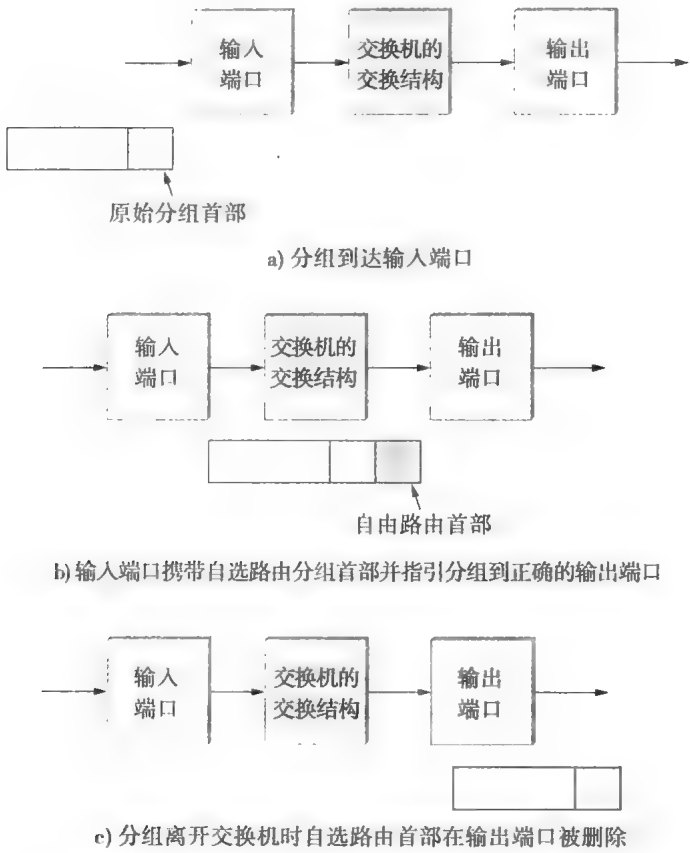 输入 交换机的 输出
端口 交换结构 端口
原始分组首部
a) 分组到达输入端口
输入 交换机的 输出
端口 交换结构 端口
自由路由首部
b) 输入端口携带自选路由分组首部并指引分组到正确的输出端口
输入 交换机的 输出
端口 交换结构 端口
c) 分组离开交换机时自选路由首部在输出端口被删除